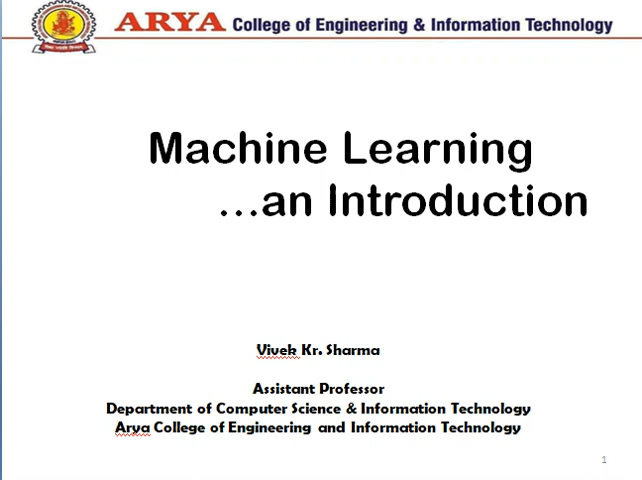 ARYA College of Engineering & Information Technology
Machine Learning
...an Introduction
Vivek Kr. Sharma
Assistant Professor
Department of Computer Science & Information Technology
Arya College of Engineering and Information Technology
1